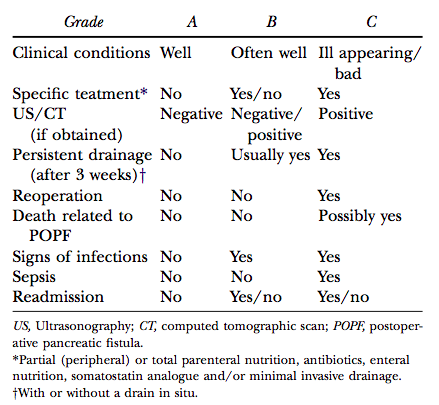 Grade A B C
Clinical conditions Well Often well Ill appearing/
bad
Specific teatment* No Yes/no Yes
US/CT Negative Negative/ Positive
(if obtained) positive
Persistent drainage No Usually yes Yes
(after 3 weeks)†
Reoperation No No Yes
Death related to No No Possibly yes
POPF
Signs of infections No Yes Yes
Sepsis No No Yes
Readmission No Yes/no Yes/no
US, Ultrasonography; CT, computed tomographic scan; POPF, postoper-
ative pancreatic fistula.
*Partial (peripheral) or total parenteral nutrition, antibiotics, enteral
nutrition, somatostatin analogue and/or minimal invasive drainage.
†With or without a drain in situ.